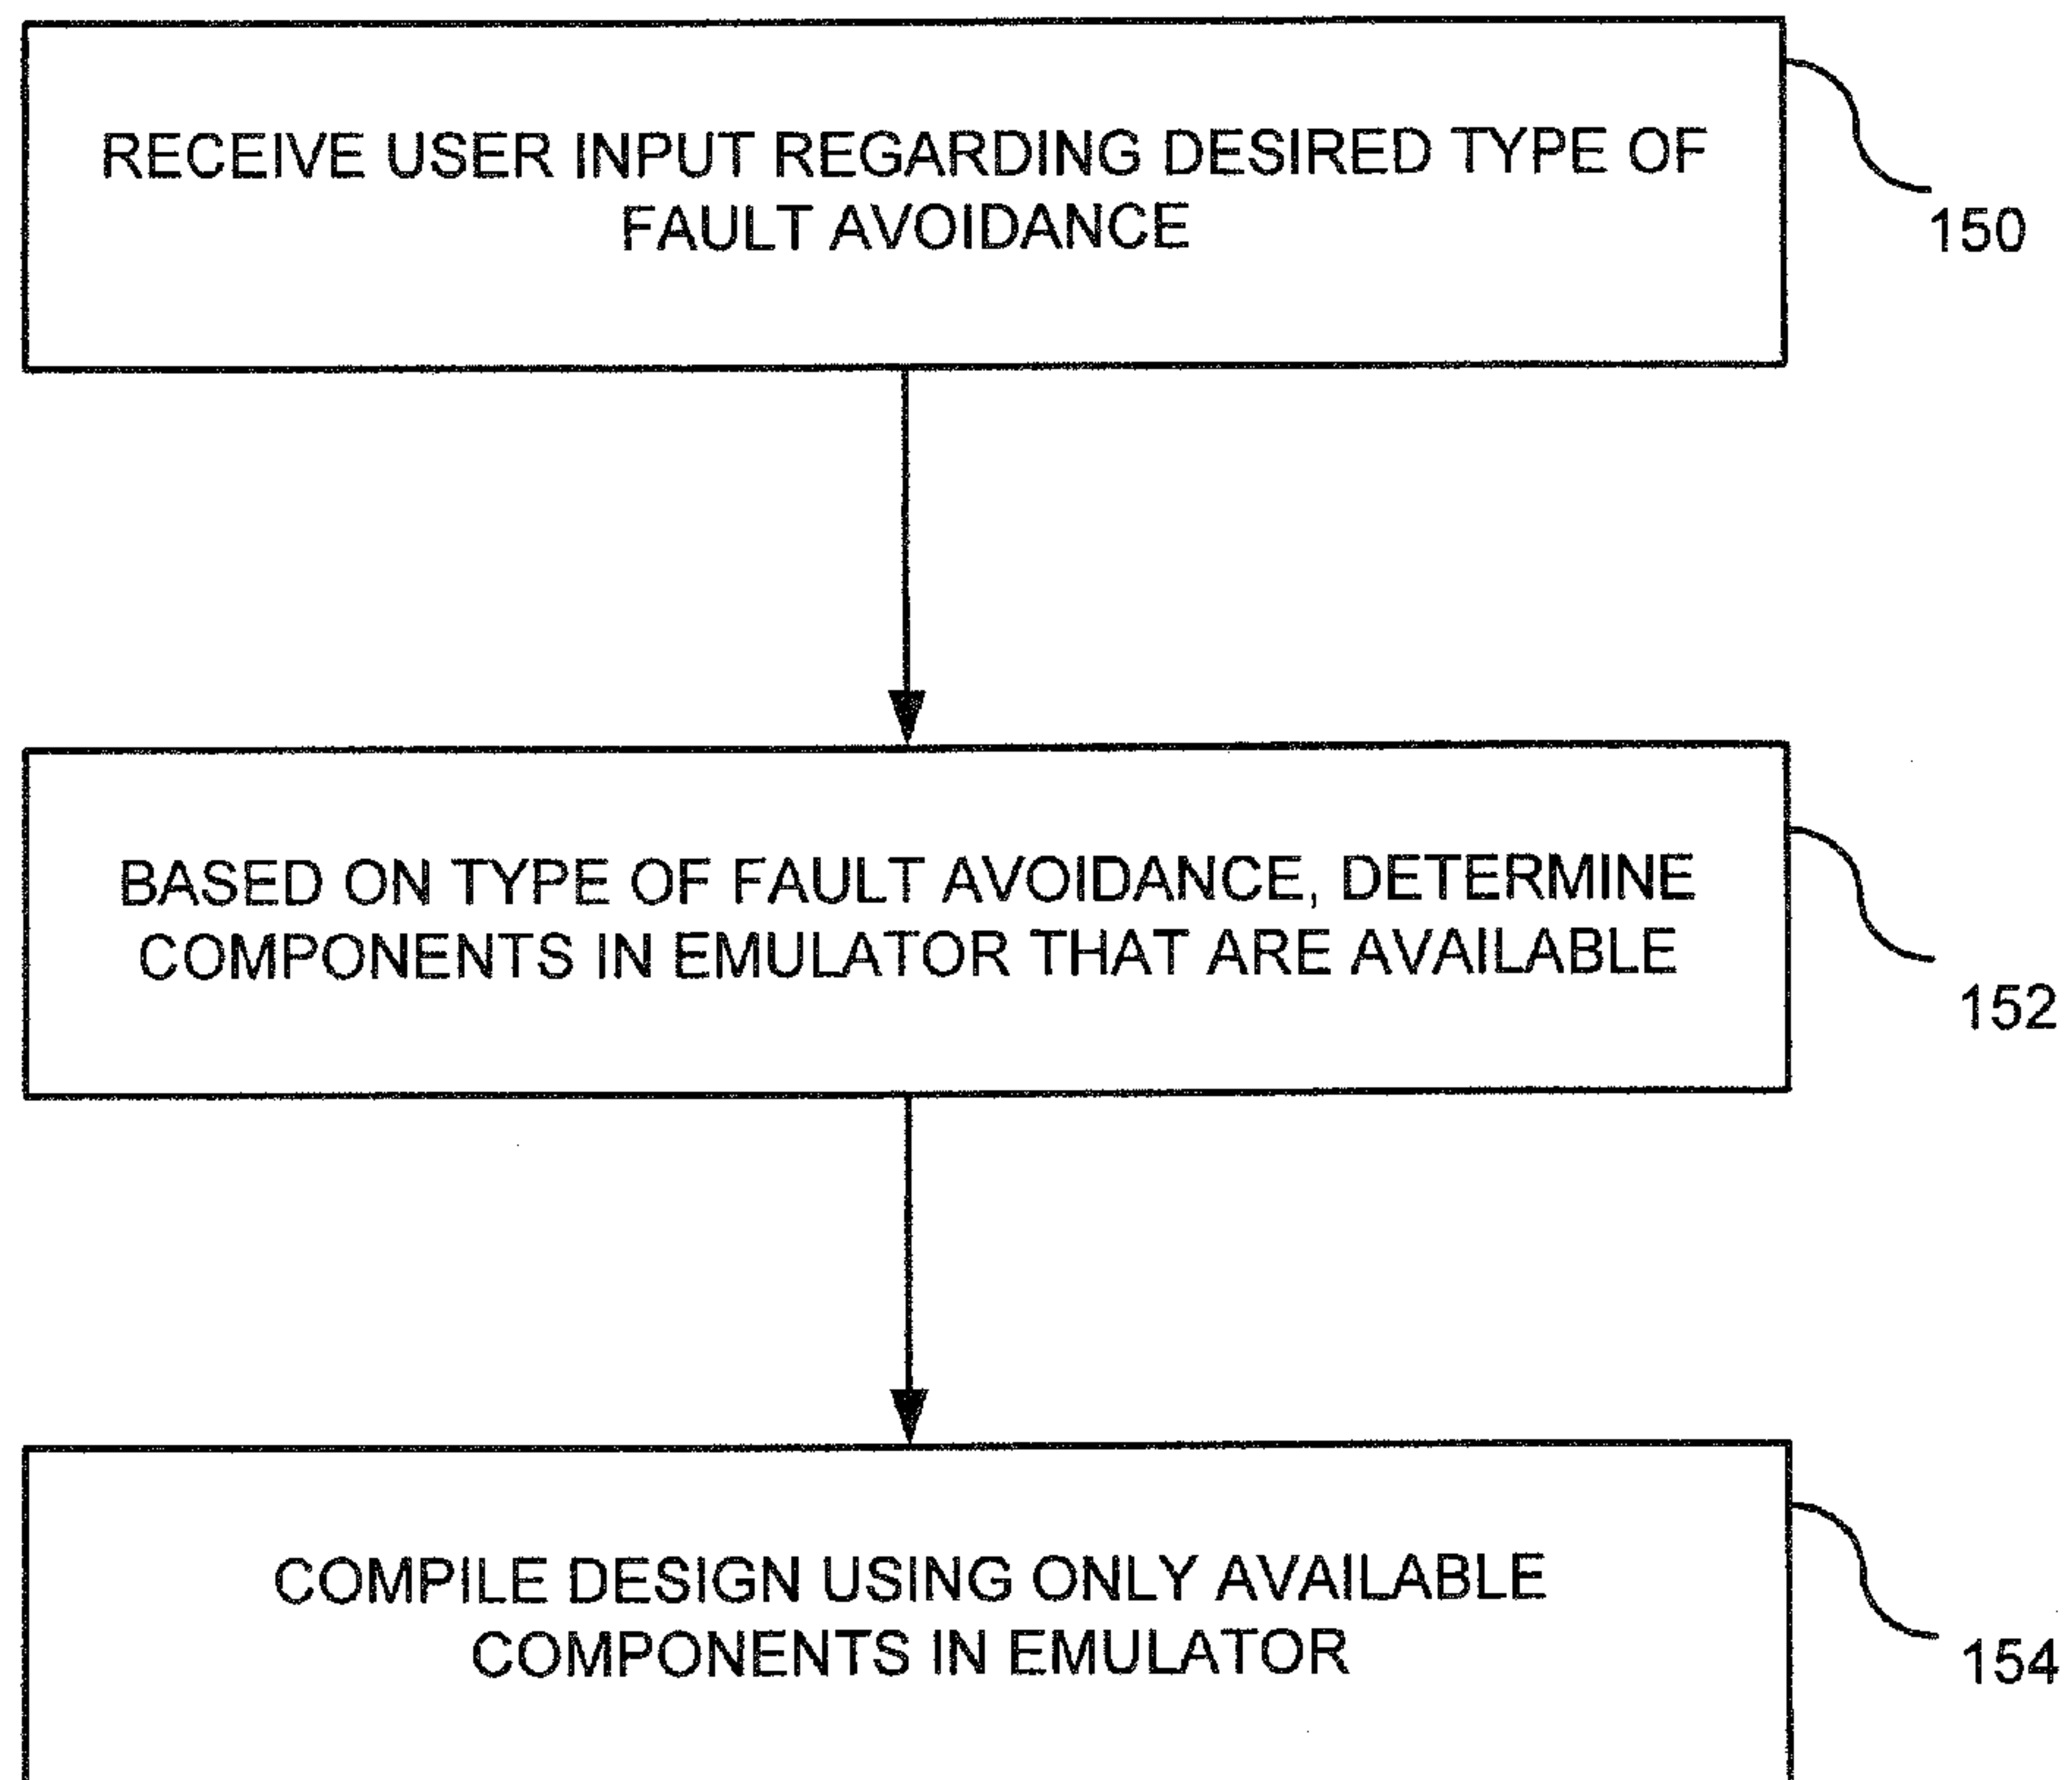 RECEIVE USER INPUT REGARDING DESIRED TYPE OF
FAULT AVOIDANCE
150
BASED ON TYPE OF FAULT AVOIDANCE, DETERMINE
COMPONENTS IN EMULATOR THAT ARE AVAILABLE
152
COMPILE DESIGN USING ONLY AVAILABLE
COMPONENTS IN EMULATOR
154